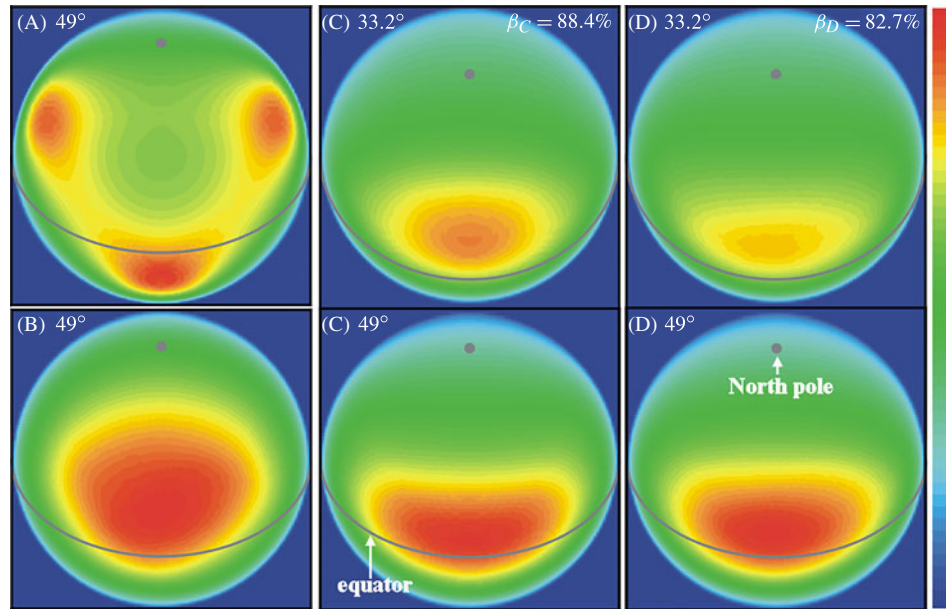 (A) 49°
(C) 33.2° β_C = 88.4%
(D) 33.2° β_D = 82.7%
(B) 49°
(C) 49°
(D) 49°
North pole
equator